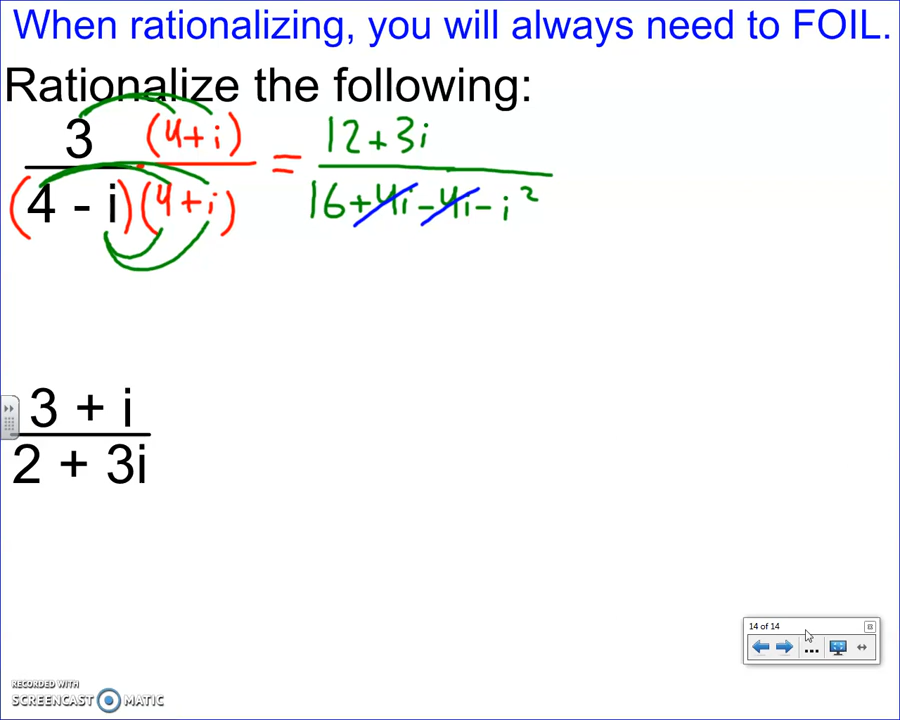 When rationalizing, you will always need to FOIL.
Rationalize the following:
3 (4+i) = 12+3i
(4 - i)(4+i) 16+4i-4i-i²
3 + i
2 + 3i
14 of 14
RECORDED WITH
SCREENCAST MATIC